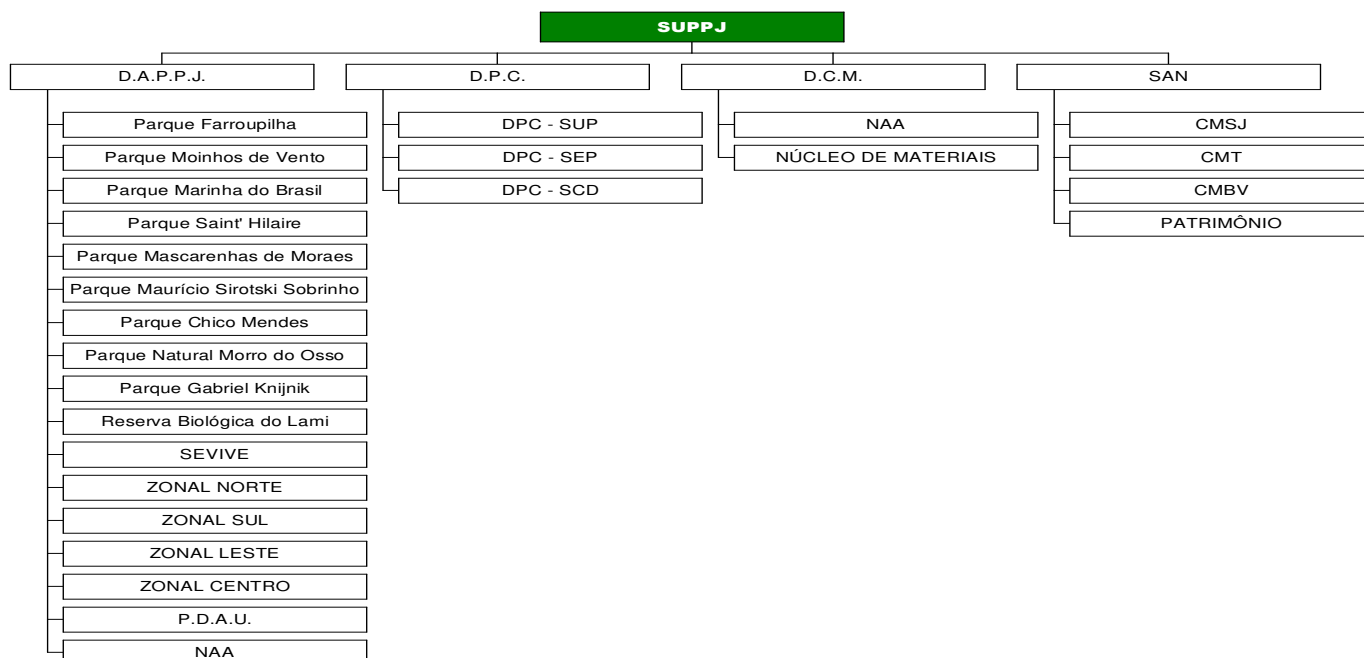 SUPPJ
D.A.P.P.J.
D.P.C.
D.C.M.
SAN
Parque Farroupilha
Parque Moinhos de Vento
Parque Marinha do Brasil
Parque Saint' Hilaire
Parque Mascarenhas de Moraes
Parque Maurício Sirotski Sobrinho
Parque Chico Mendes
Parque Natural Morro do Osso
Parque Gabriel Knijnik
Reserva Biológica do Lami
SEVIVE
ZONAL NORTE
ZONAL SUL
ZONAL LESTE
ZONAL CENTRO
P.D.A.U.
NAA
DPC - SUP
DPC - SEP
DPC - SCD
NAA
NÚCLEO DE MATERIAIS
CMSJ
CMT
CMBV
PATRIMÔNIO